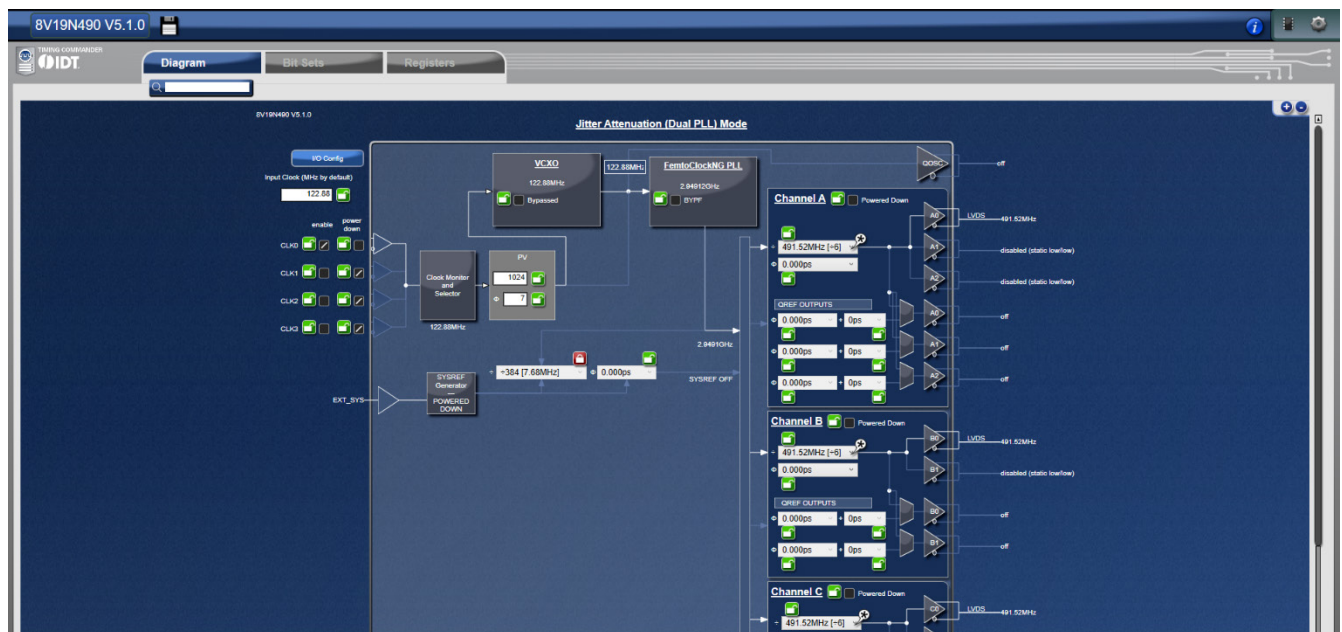 8V19N490 V5.1.0
TIMING COMMANDER
IDT
Diagram
Bit Sets
Registers
8V19N490 V5.1.0
Jitter Attenuation (Dual PLL) Mode
I/O Config
Input Clock (MHz by default)
122.88
enable
power down
CLK0
CLK1
CLK2
CLK3
EXT_SYS
Clock Monitor
and
Selector
122.88MHz
PV
1024
Φ 7
VCXO
122.88MHz
Bypassed
122.88MHz
FemtoClockNG PLL
2.94912GHz
BYPF
2.9491GHz
SYSREF
Generator
—
POWERED
DOWN
÷ ÷384 [7.68MHz]
Φ 0.000ps
SYSREF OFF
QOSC
off
Channel A
Powered Down
÷ 491.52MHz [÷6]
Φ 0.000ps
QREF OUTPUTS
Φ 0.000ps + 0ps
Φ 0.000ps + 0ps
Φ 0.000ps + 0ps
A0 LVDS 491.52MHz
A1 disabled (static low/low)
A2 disabled (static low/low)
A0 off
A1 off
A2 off
Channel B
Powered Down
÷ 491.52MHz [÷6]
Φ 0.000ps
QREF OUTPUTS
Φ 0.000ps + 0ps
Φ 0.000ps + 0ps
B0 LVDS 491.52MHz
B1 disabled (static low/low)
B0 off
B1 off
Channel C
Powered Down
÷ 491.52MHz [÷6]
C0 LVDS 491.52MHz